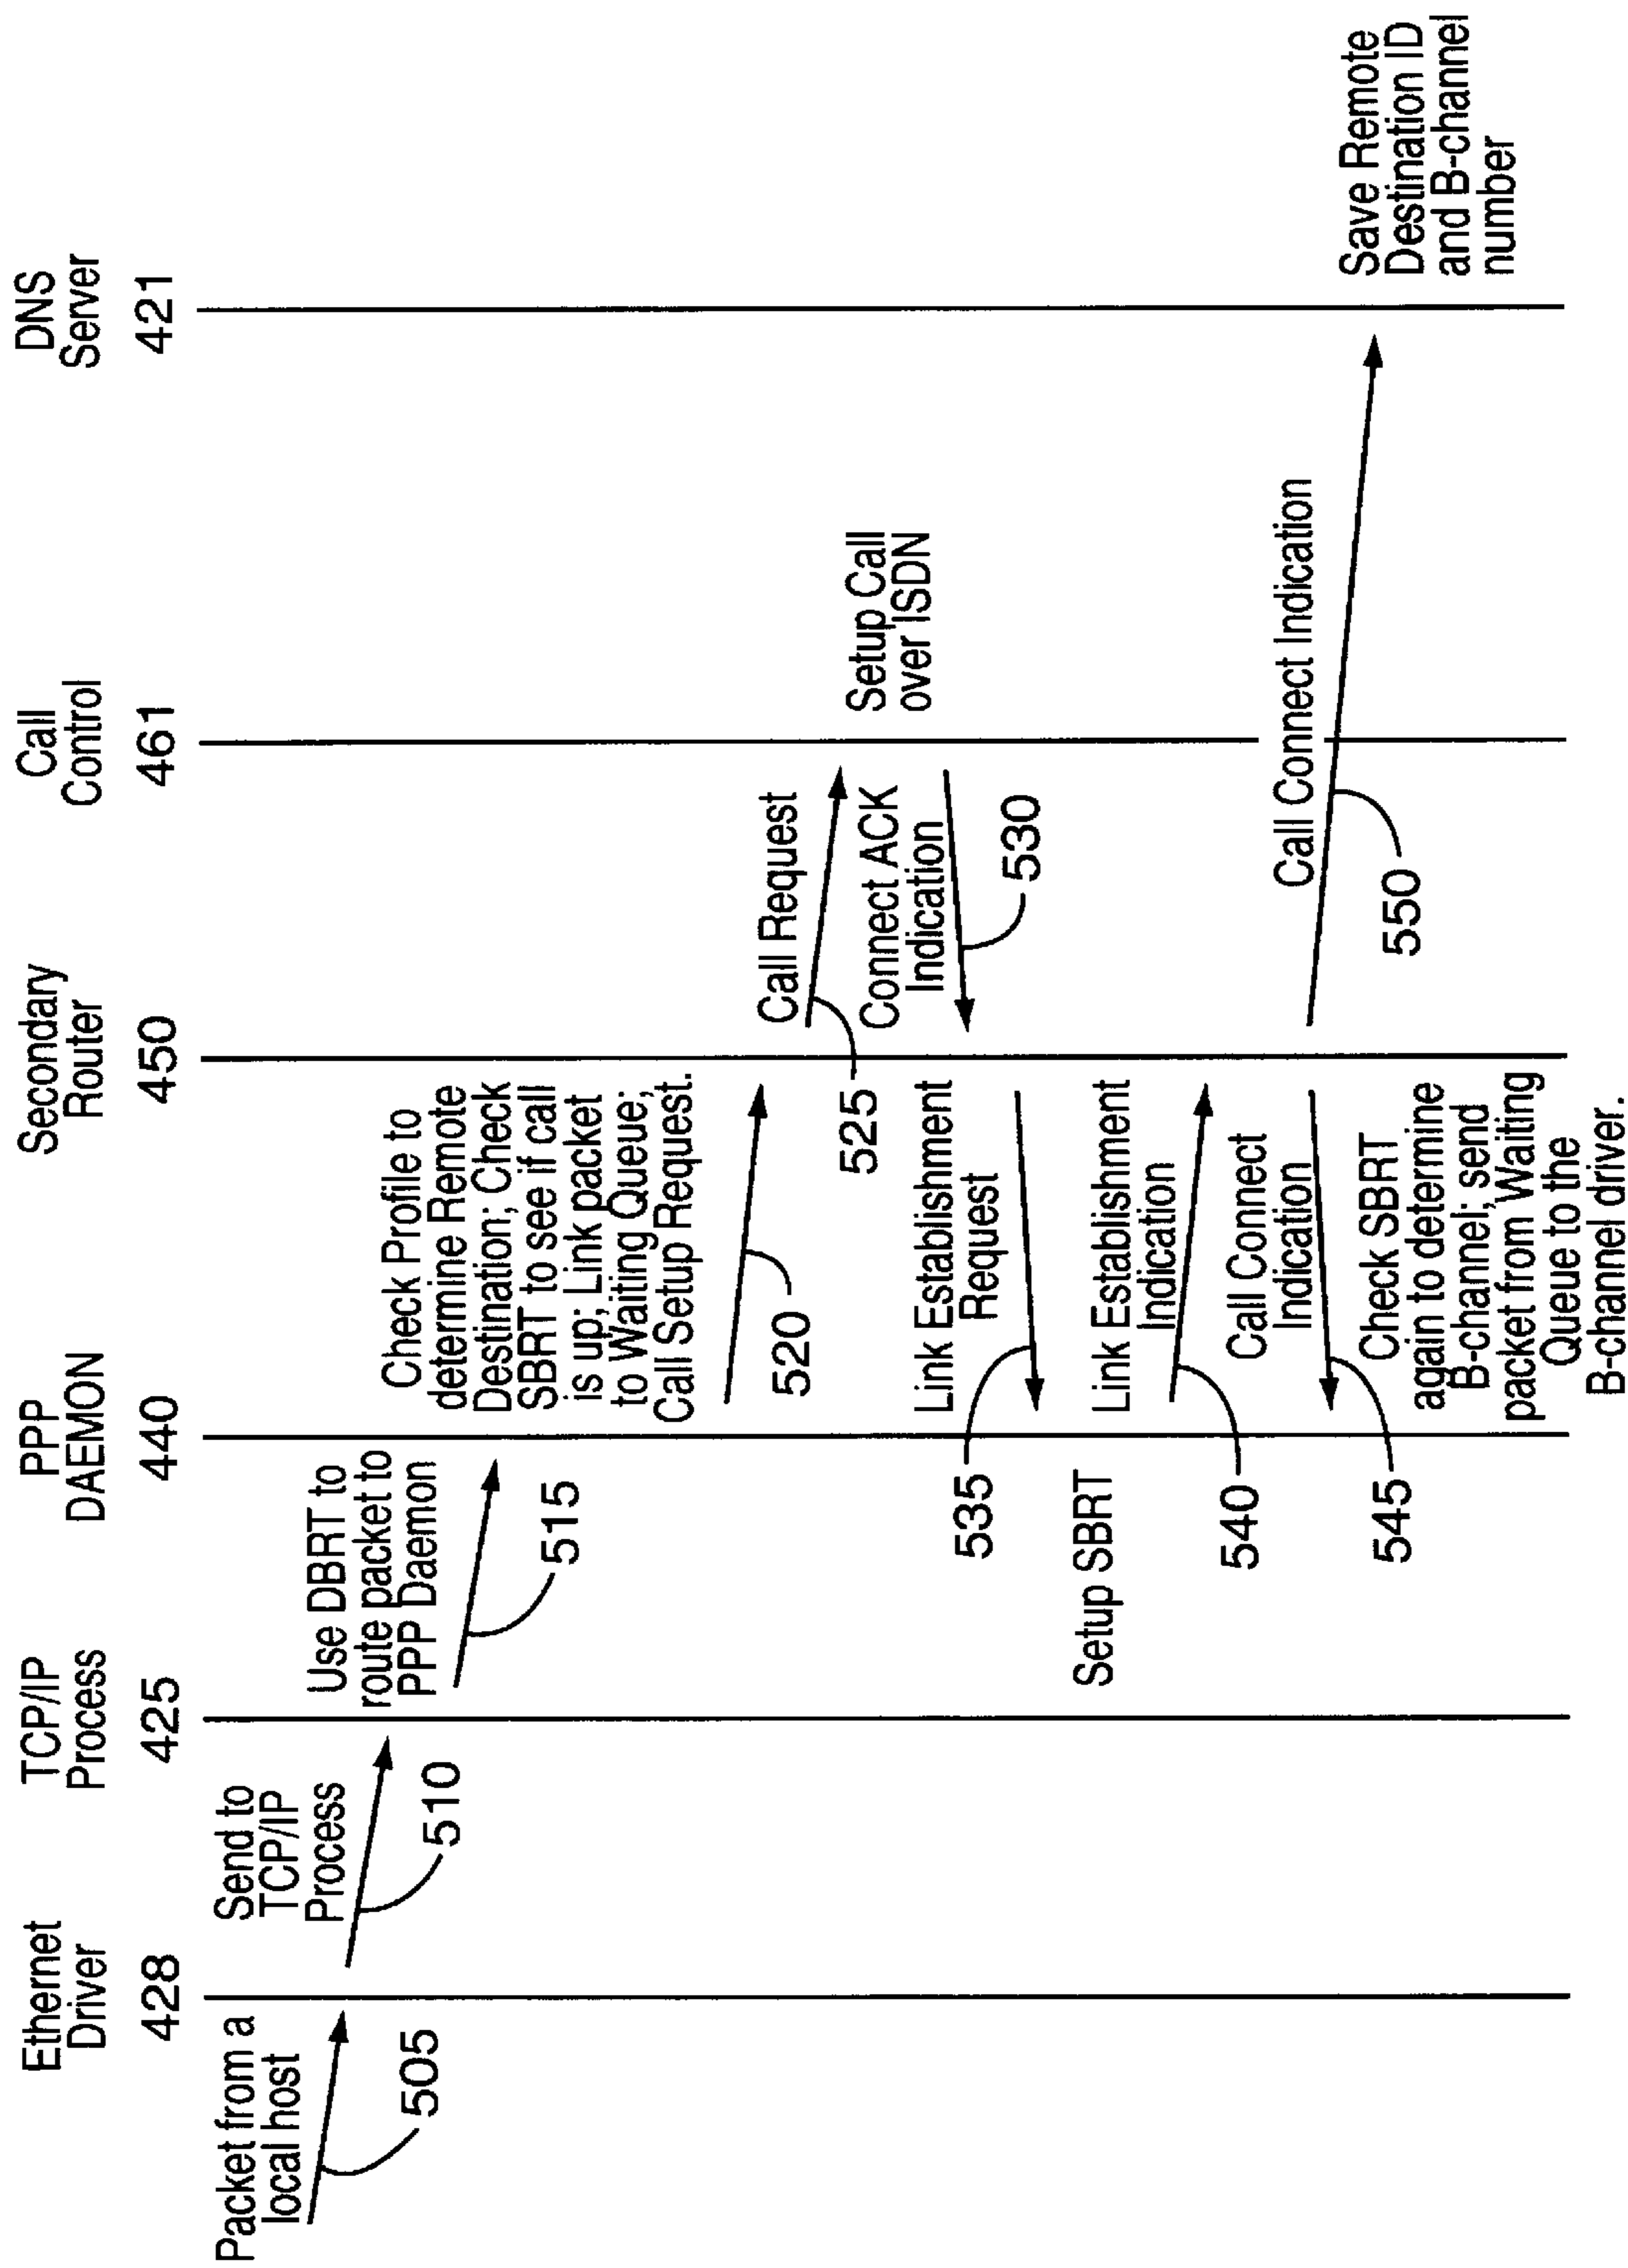 Ethernet
Driver
428
TCP/IP
Process
425
PPP
DAEMON
440
Secondary
Router
450
Call
Control
461
DNS
Server
421
Packet from a
local host
505
Send to
TCP/IP
Process
510
Use DBRT to
route packet to
PPP Daemon
515
Check Profile to
determine Remote
Destination; Check
SBRT to see if call
is up; Link packet
to Waiting Queue;
Call Setup Request.
520
Call Request
525
Setup Call
over ISDN
Connect ACK
Indication
530
Link Establishment
Request
535
Setup SBRT
Link Establishment
Indication
540
Call Connect
Indication
545
Call Connect Indication
550
Check SBRT
again to determine
B-channel; send
packet from Waiting
Queue to the
B-channel driver.
Save Remote
Destination ID
and B-channel
number